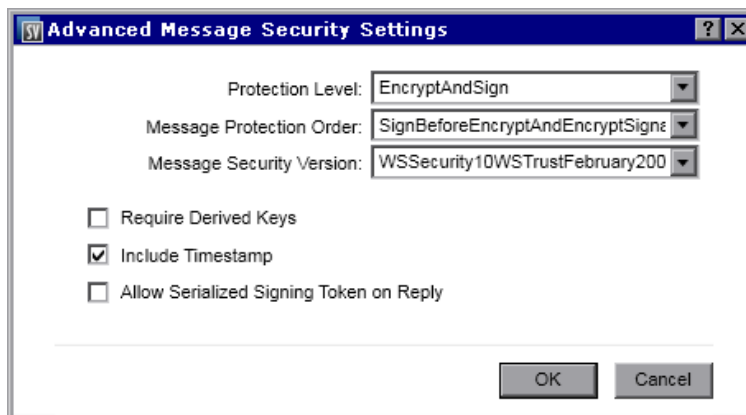 SV Advanced Message Security Settings ? X
Protection Level: EncryptAndSign
Message Protection Order: SignBeforeEncryptAndEncryptSigna
Message Security Version: WSSecurity10WSTrustFebruary200
Require Derived Keys
Include Timestamp
Allow Serialized Signing Token on Reply
OK Cancel